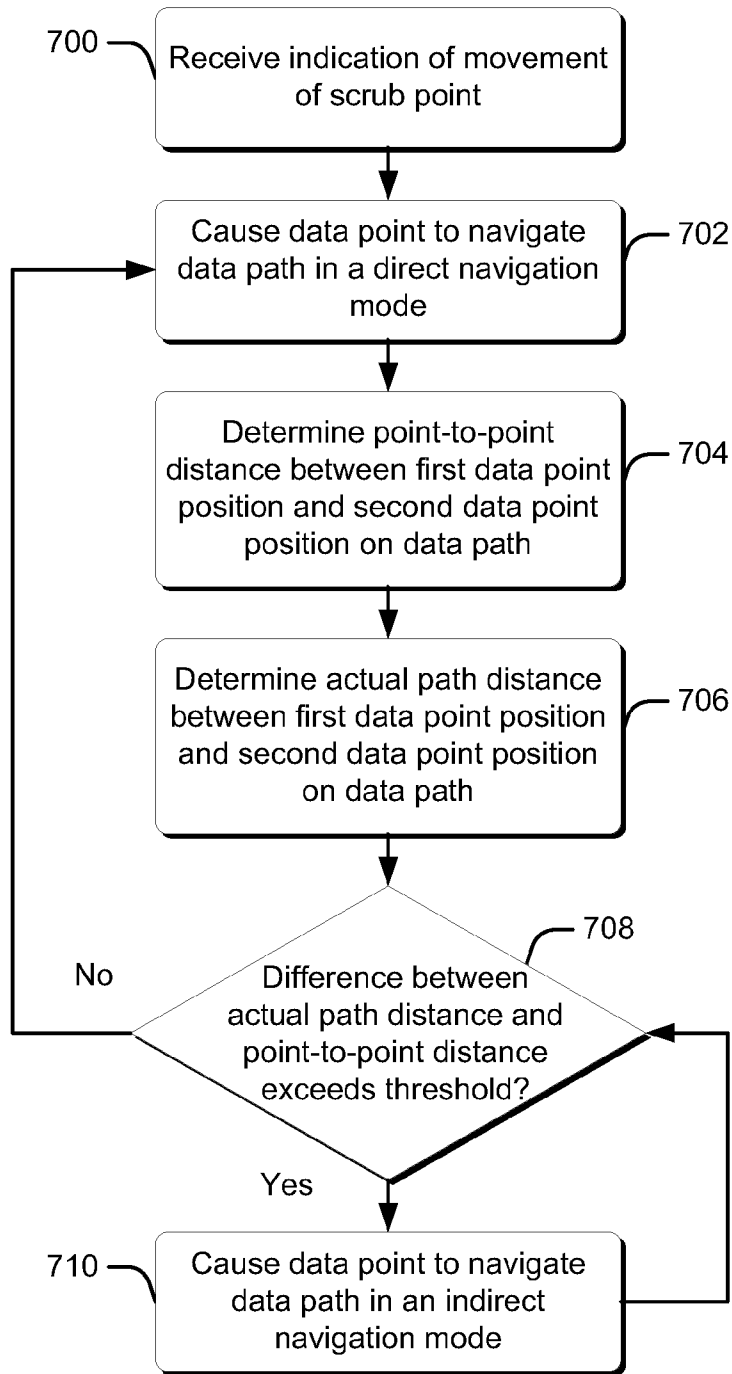 700
Receive indication of movement
of scrub point
Cause data point to navigate
data path in a direct navigation
mode
702
Determine point-to-point
distance between first data point
position and second data point
position on data path
704
Determine actual path distance
between first data point position
and second data point position
on data path
706
708
No
Difference between
actual path distance and
point-to-point distance
exceeds threshold?
Yes
710
Cause data point to navigate
data path in an indirect
navigation mode